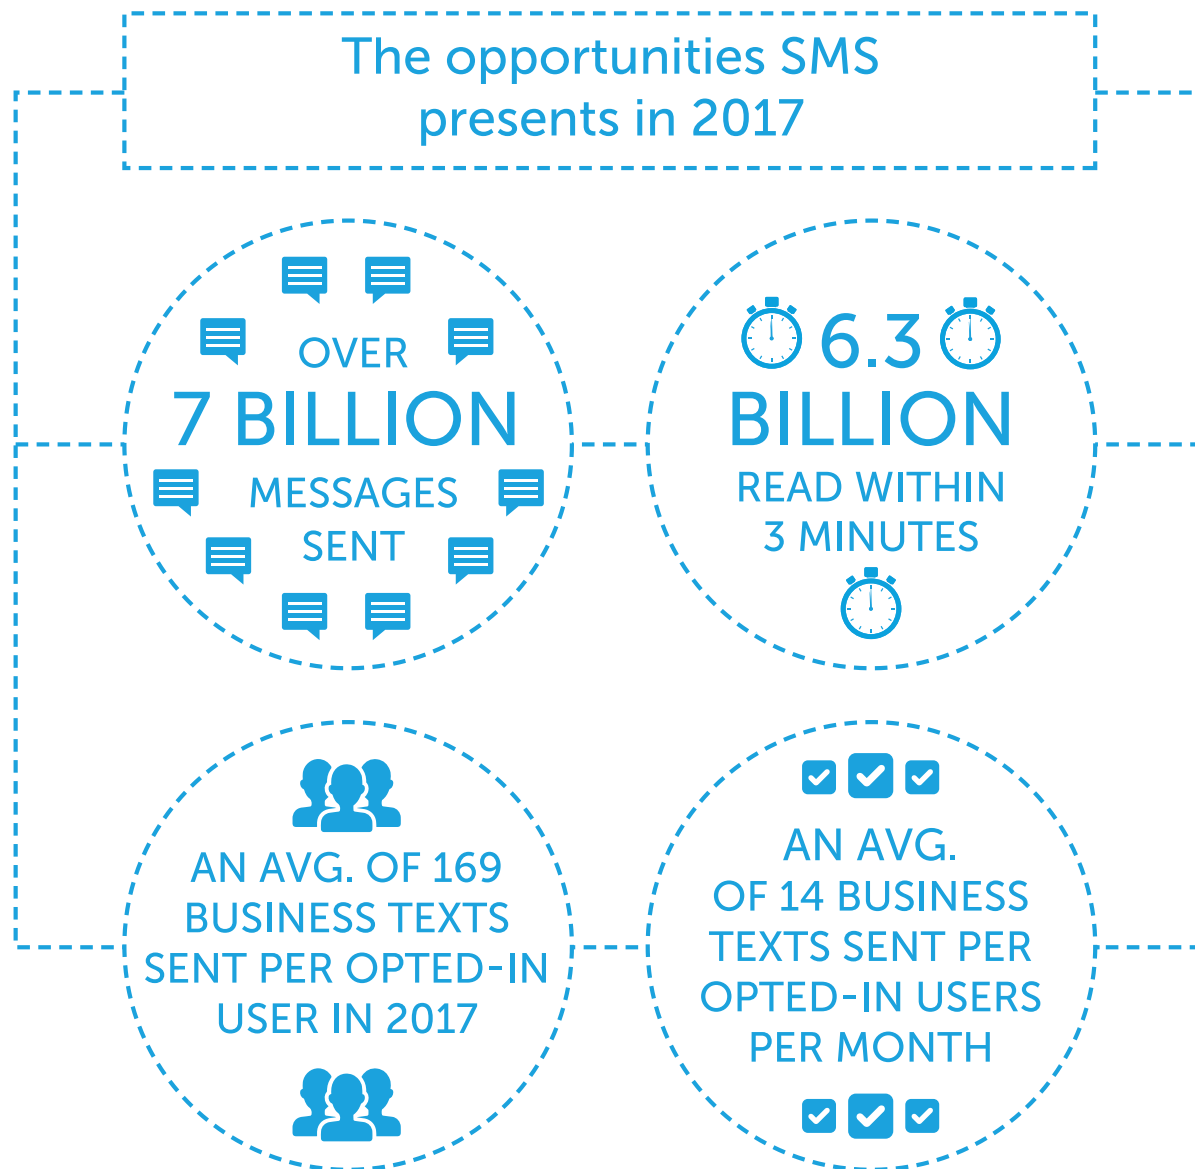 The opportunities SMS
presents in 2017
OVER
7 BILLION
MESSAGES
SENT
6.3
BILLION
READ WITHIN
3 MINUTES
AN AVG. OF 169
BUSINESS TEXTS
SENT PER OPTED-IN
USER IN 2017
AN AVG.
OF 14 BUSINESS
TEXTS SENT PER
OPTED-IN USERS
PER MONTH